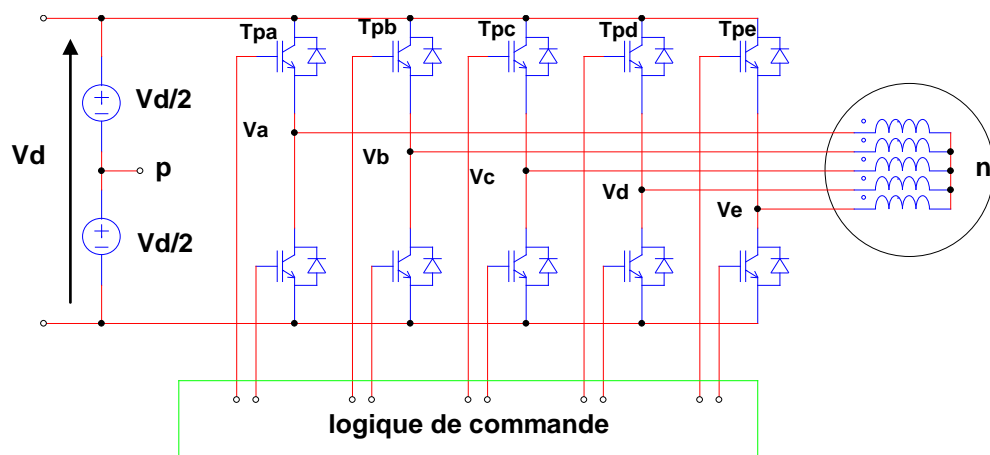 Tpa
Tpb
Tpc
Tpd
Tpe
Vd/2
Va
Vd
p
Vb
Vc
n
Vd
Ve
Vd/2
logique de commande